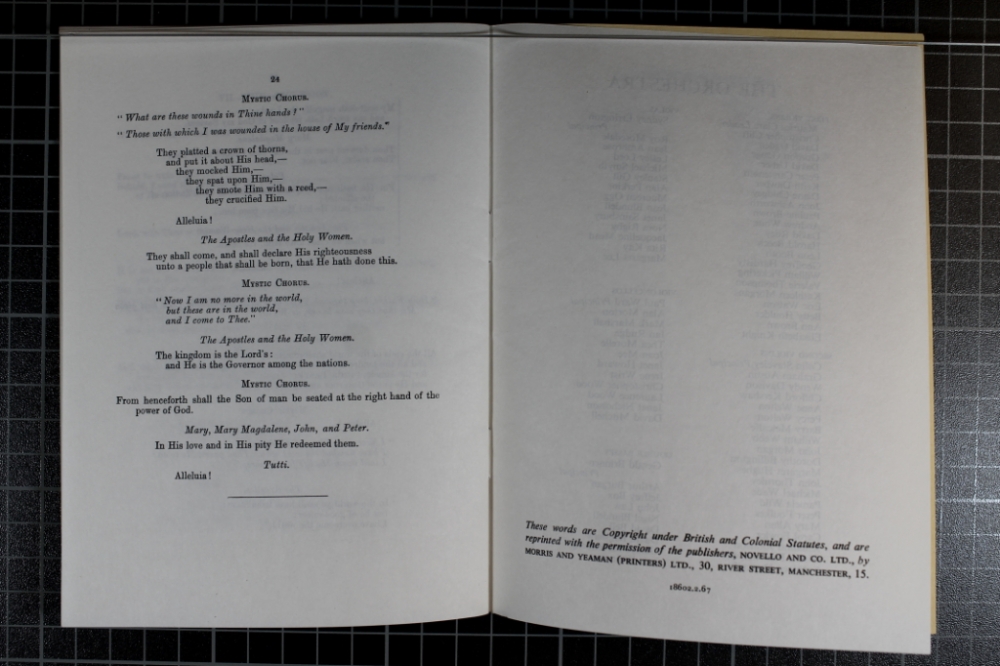 24
Mystic Chorus.
“ What are these wounds in Thine hands ? ”
“ Those with which I was wounded in the house of My friends.”
They platted a crown of thorns,
and put it about His head,—
they mocked Him,—
they spat upon Him,—
they smote Him with a reed,—
they crucified Him.
Alleluia !
The Apostles and the Holy Women.
They shall come, and shall declare His righteousness
unto a people that shall be born, that He hath done this.
Mystic Chorus.
“ Now I am no more in the world,
but these are in the world,
and I come to Thee.”
The Apostles and the Holy Women.
The kingdom is the Lord's :
and He is the Governor among the nations.
Mystic Chorus.
From henceforth shall the Son of man be seated at the right hand of the
power of God.
Mary, Mary Magdalene, John, and Peter.
In His love and in His pity He redeemed them.
Tutti.
Alleluia !
These words are Copyright under British and Colonial Statutes, and are
reprinted with the permission of the publishers, NOVELLO AND CO. LTD., by
MORRIS AND YEAMAN (PRINTERS) LTD., 30, RIVER STREET, MANCHESTER, 15.
18602.2.67